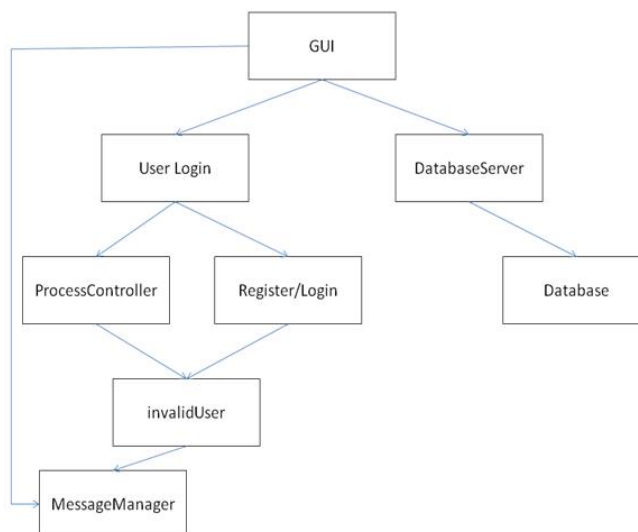 GUI
User Login
DatabaseServer
ProcessController
Register/Login
Database
invalidUser
MessageManager